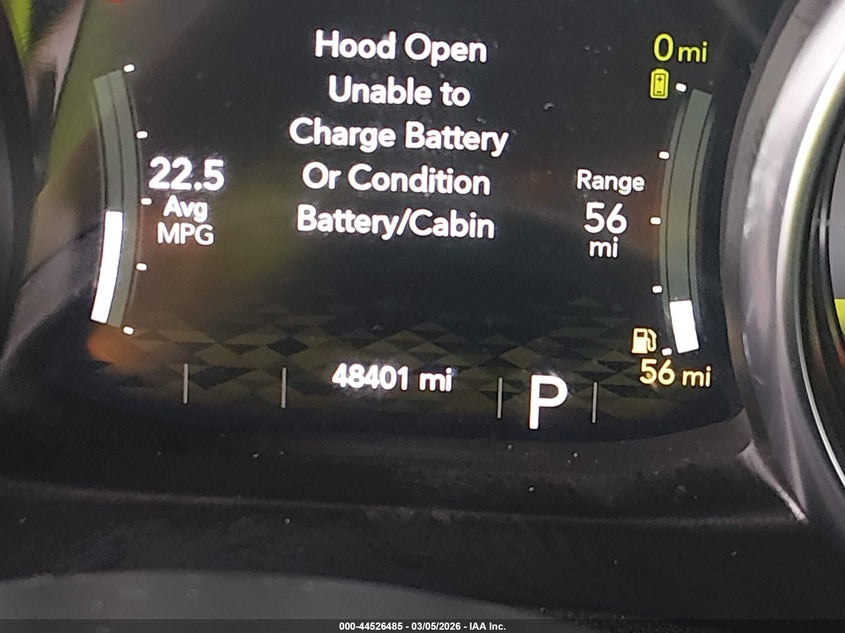 Hood Open
Unable to
Charge Battery
Or Condition
Battery/Cabin
0 mi
22.5
Avg
MPG
Range
56
mi
56 mi
48401 mi
P
000-44526485 - 03/05/2026 - IAA Inc.